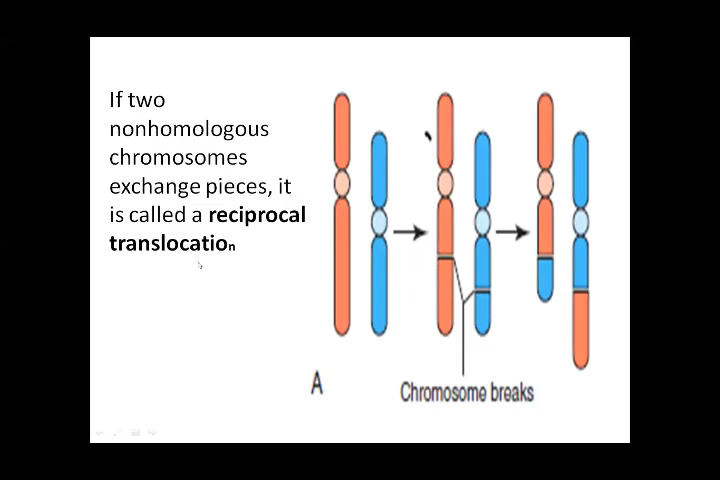 If two
nonhomologous
chromosomes
exchange pieces, it
is called a reciprocal
translocation
A
Chromosome breaks